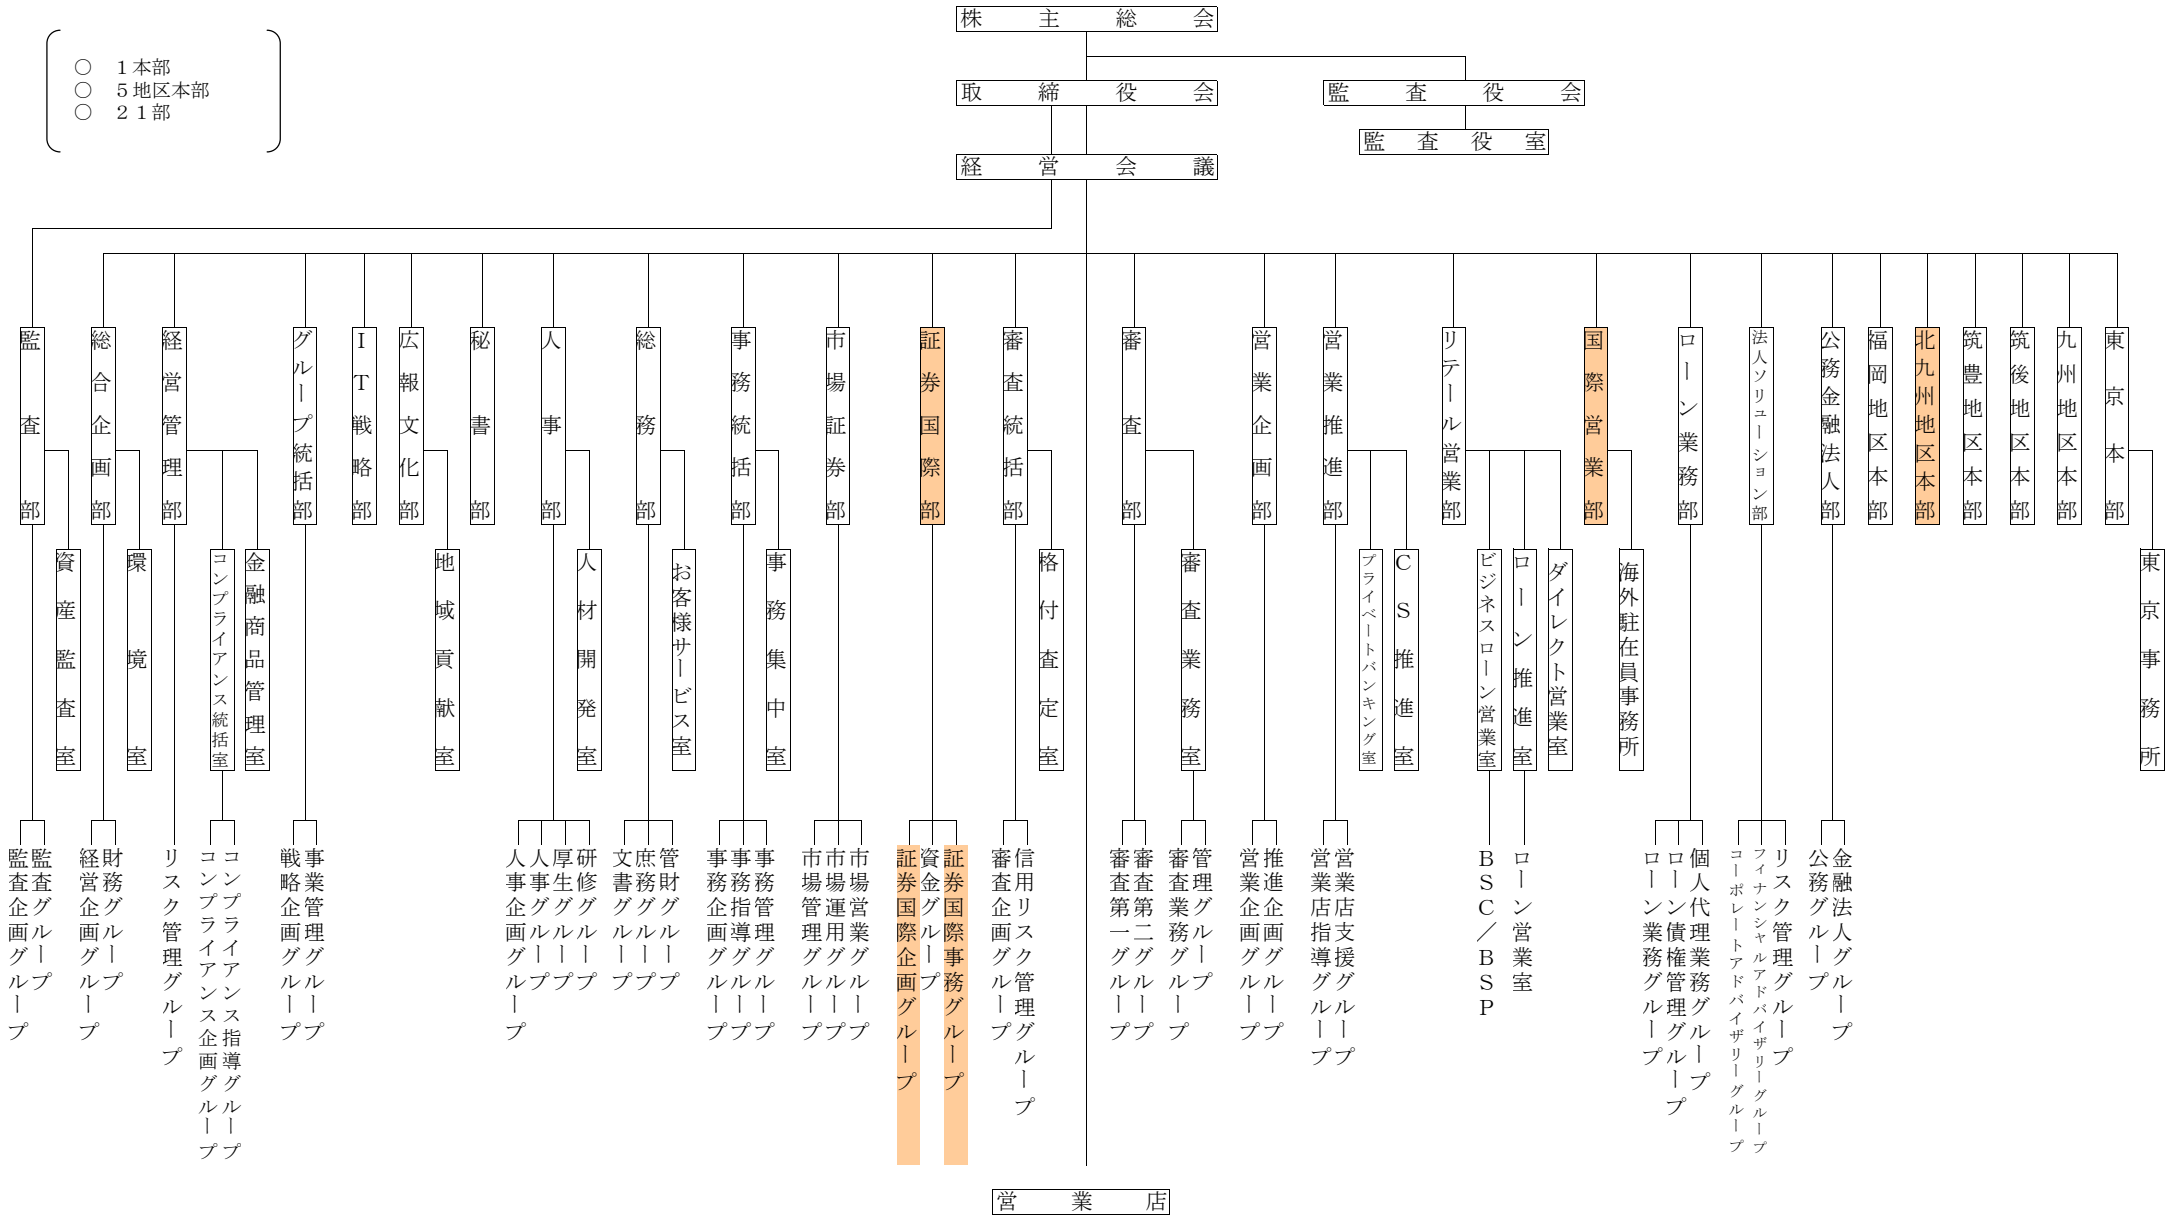 株主総会
○ 1本部
○ 5地区本部
○ 21部
取締役会
監査役会
監査役室
経営会議
監査部
総合企画部
経営管理部
グループ統括部
IT戦略部
広報文化部
秘書部
人事部
総務部
事務統括部
市場証券部
証券国際部
審査統括部
審査部
営業企画部
営業推進部
リテール営業部
国際営業部
ローン業務部
法人ソリューション部
公務金融法人部
福岡地区本部
北九州地区本部
筑豊地区本部
筑後地区本部
九州地区本部
東京本部
資産監査室
環境室
コンプライアンス統括室
金融商品管理室
地域貢献室
人材開発室
お客様サービス室
事務集中室
格付査定室
審査業務室
プライベートバンキング室
CS推進室
ビジネスローン営業室
ローン推進室
ダイレクト営業室
海外駐在員事務所
東京事務所
監査企画グループ
監査グループ
経営企画グループ
財務グループ
リスク管理グループ
コンプライアンス企画グループ
コンプライアンス指導グループ
戦略企画グループ
事業管理グループ
人事企画グループ
人事グループ
厚生グループ
研修グループ
文書グループ
庶務グループ
管財グループ
事務企画グループ
事務指導グループ
事務管理グループ
市場管理グループ
市場運用グループ
市場営業グループ
証券国際企画グループ
資金グループ
証券国際事務グループ
審査企画グループ
信用リスク管理グループ
審査第一グループ
審査第二グループ
審査業務グループ
管理グループ
営業企画グループ
推進企画グループ
営業店指導グループ
営業店支援グループ
BSC／BSP
ローン営業室
ローン業務グループ
ローン債権管理グループ
個人代理業務グループ
コーポレートアドバイザリーグループ
フィナンシャルアドバイザリーグループ
リスク管理グループ
公務グループ
金融法人グループ
営業店